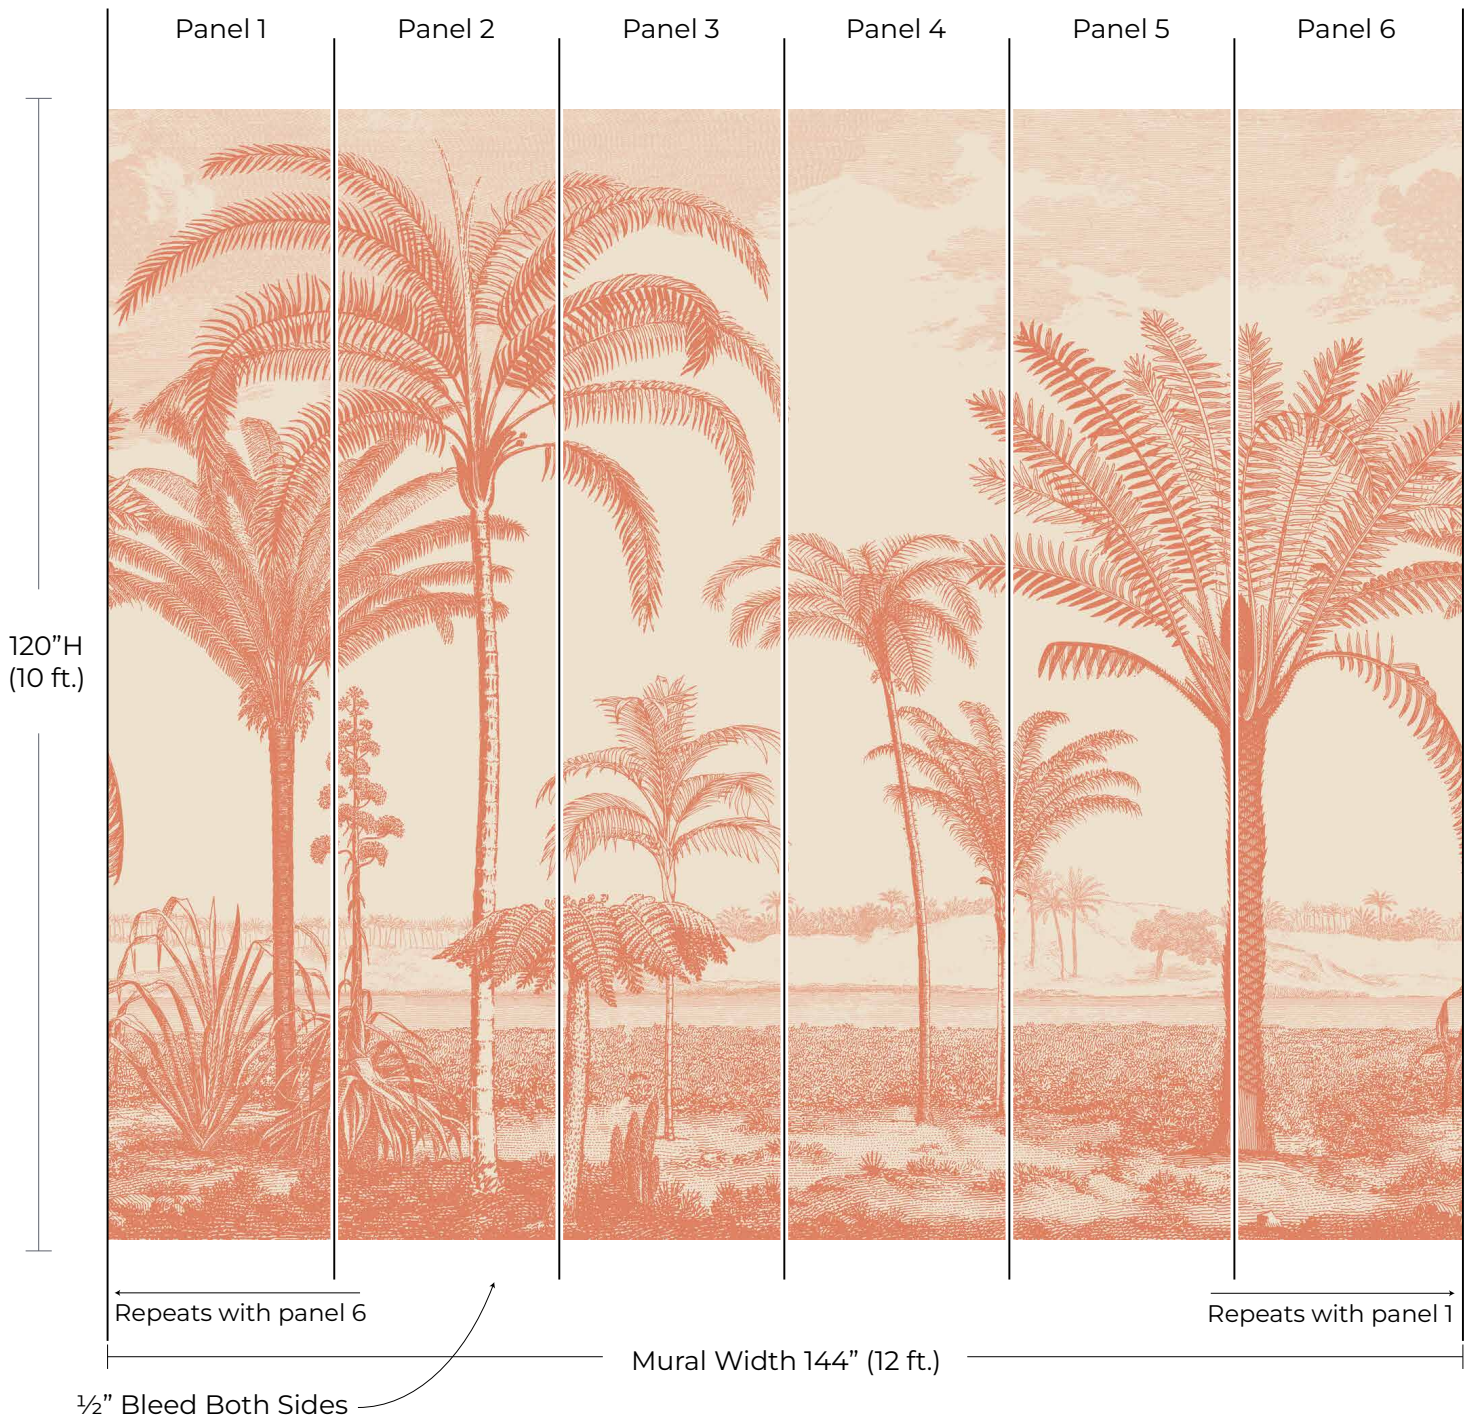 Panel 1
Panel 2
Panel 3
Panel 4
Panel 5
Panel 6
120”H
(10 ft.)
Repeats with panel 6
Repeats with panel 1
Mural Width 144” (12 ft.)
½” Bleed Both Sides